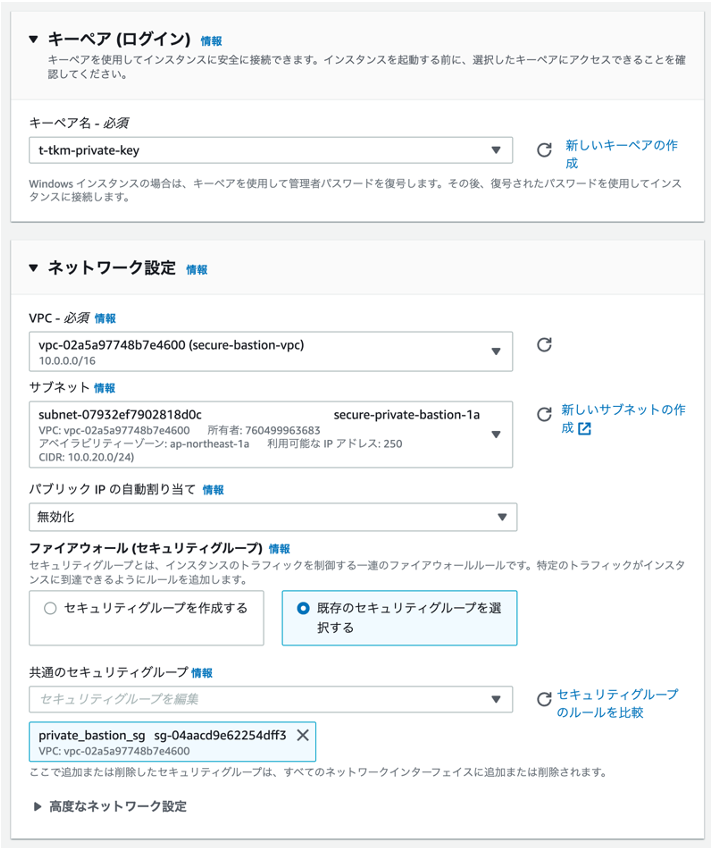 キーペア (ログイン) 情報
キーペアを使用してインスタンスに安全に接続できます。インスタンスを起動する前に、選択したキーペアにアクセスできることを確
認してください。
キーペア名 - 必須
t-tkm-private-key
新しいキーペアの作
成
Windows インスタンスの場合は、キーペアを使用して管理者パスワードを復号します。その後、復号されたパスワードを使用してインス
タンスに接続します。
ネットワーク設定 情報
VPC - 必須 情報
vpc-02a5a97748b7e4600 (secure-bastion-vpc)
10.0.0.0/16
サブネット 情報
subnet-07932ef7902818d0c secure-private-bastion-1a
VPC: vpc-02a5a97748b7e4600 所有者: 760499963683
アベイラビリティーゾーン: ap-northeast-1a 利用可能な IP アドレス: 250
CIDR: 10.0.20.0/24)
新しいサブネットの作
成
パブリック IP の自動割り当て 情報
無効化
ファイアウォール (セキュリティグループ) 情報
セキュリティグループとは、インスタンスのトラフィックを制御する一連のファイアウォールルールです。特定のトラフィックがインスタ
ンスに到達できるようにルールを追加します。
セキュリティグループを作成する
既存のセキュリティグループを選
択する
共通のセキュリティグループ 情報
セキュリティグループを編集
セキュリティグループ
のルールを比較
private_bastion_sg sg-04aacd9e62254dff3
VPC: vpc-02a5a97748b7e4600
ここで追加または削除したセキュリティグループは、すべてのネットワークインターフェイスに追加または削除されます。
高度なネットワーク設定